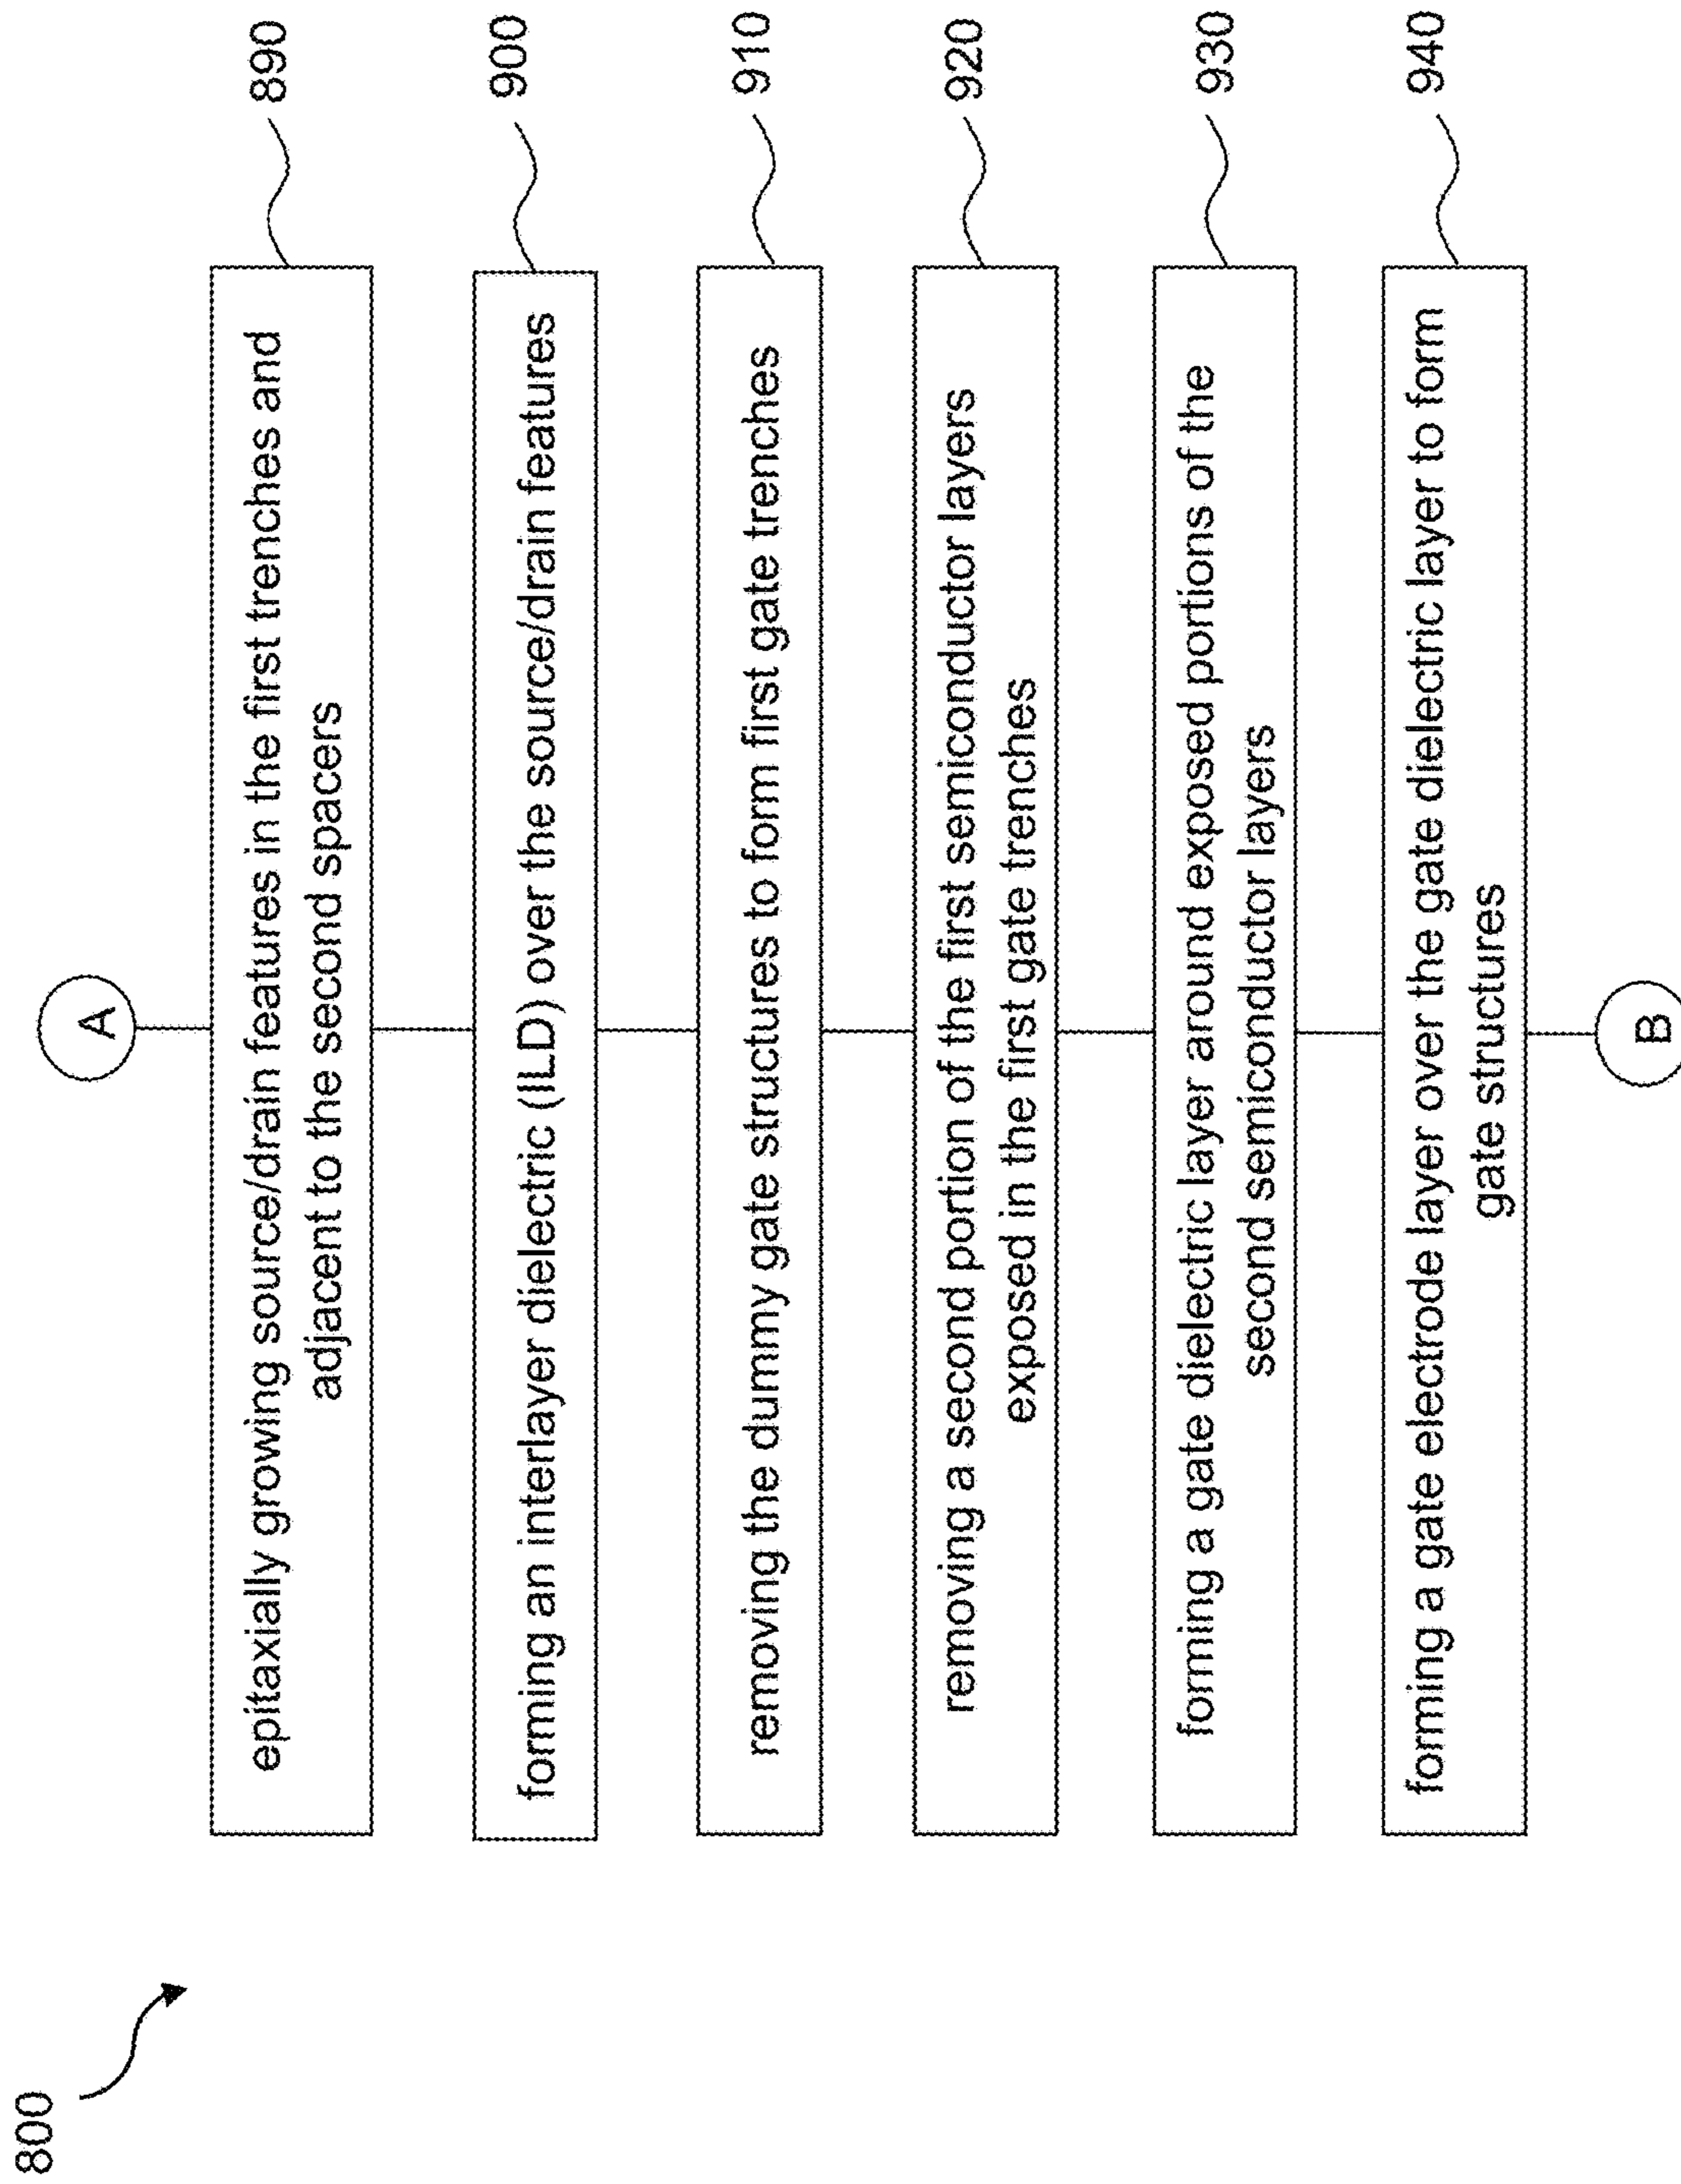 800
A
epitaxially growing source/drain features in the first trenches and
adjacent to the second spacers
890
forming an interlayer dielectric (ILD) over the source/drain features
900
removing the dummy gate structures to form first gate trenches
910
removing a second portion of the first semiconductor layers
exposed in the first gate trenches
920
forming a gate dielectric layer around exposed portions of the
second semiconductor layers
930
forming a gate electrode layer over the gate dielectric layer to form
gate structures
940
B